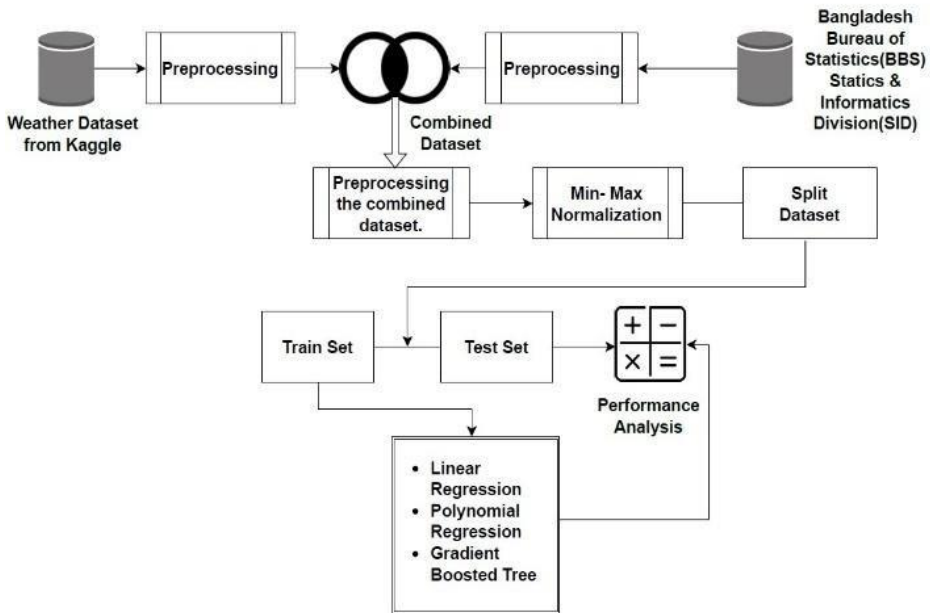 Weather Dataset
from Kaggle
Preprocessing
Combined
Dataset
Preprocessing
Bangladesh
Bureau of
Statistics(BBS)
Statics &
Informatics
Division(SID)
Preprocessing
the combined
dataset.
Min- Max
Normalization
Split
Dataset
Train Set
Test Set
+ −
× =
Performance
Analysis
• Linear
Regression
• Polynomial
Regression
• Gradient
Boosted Tree